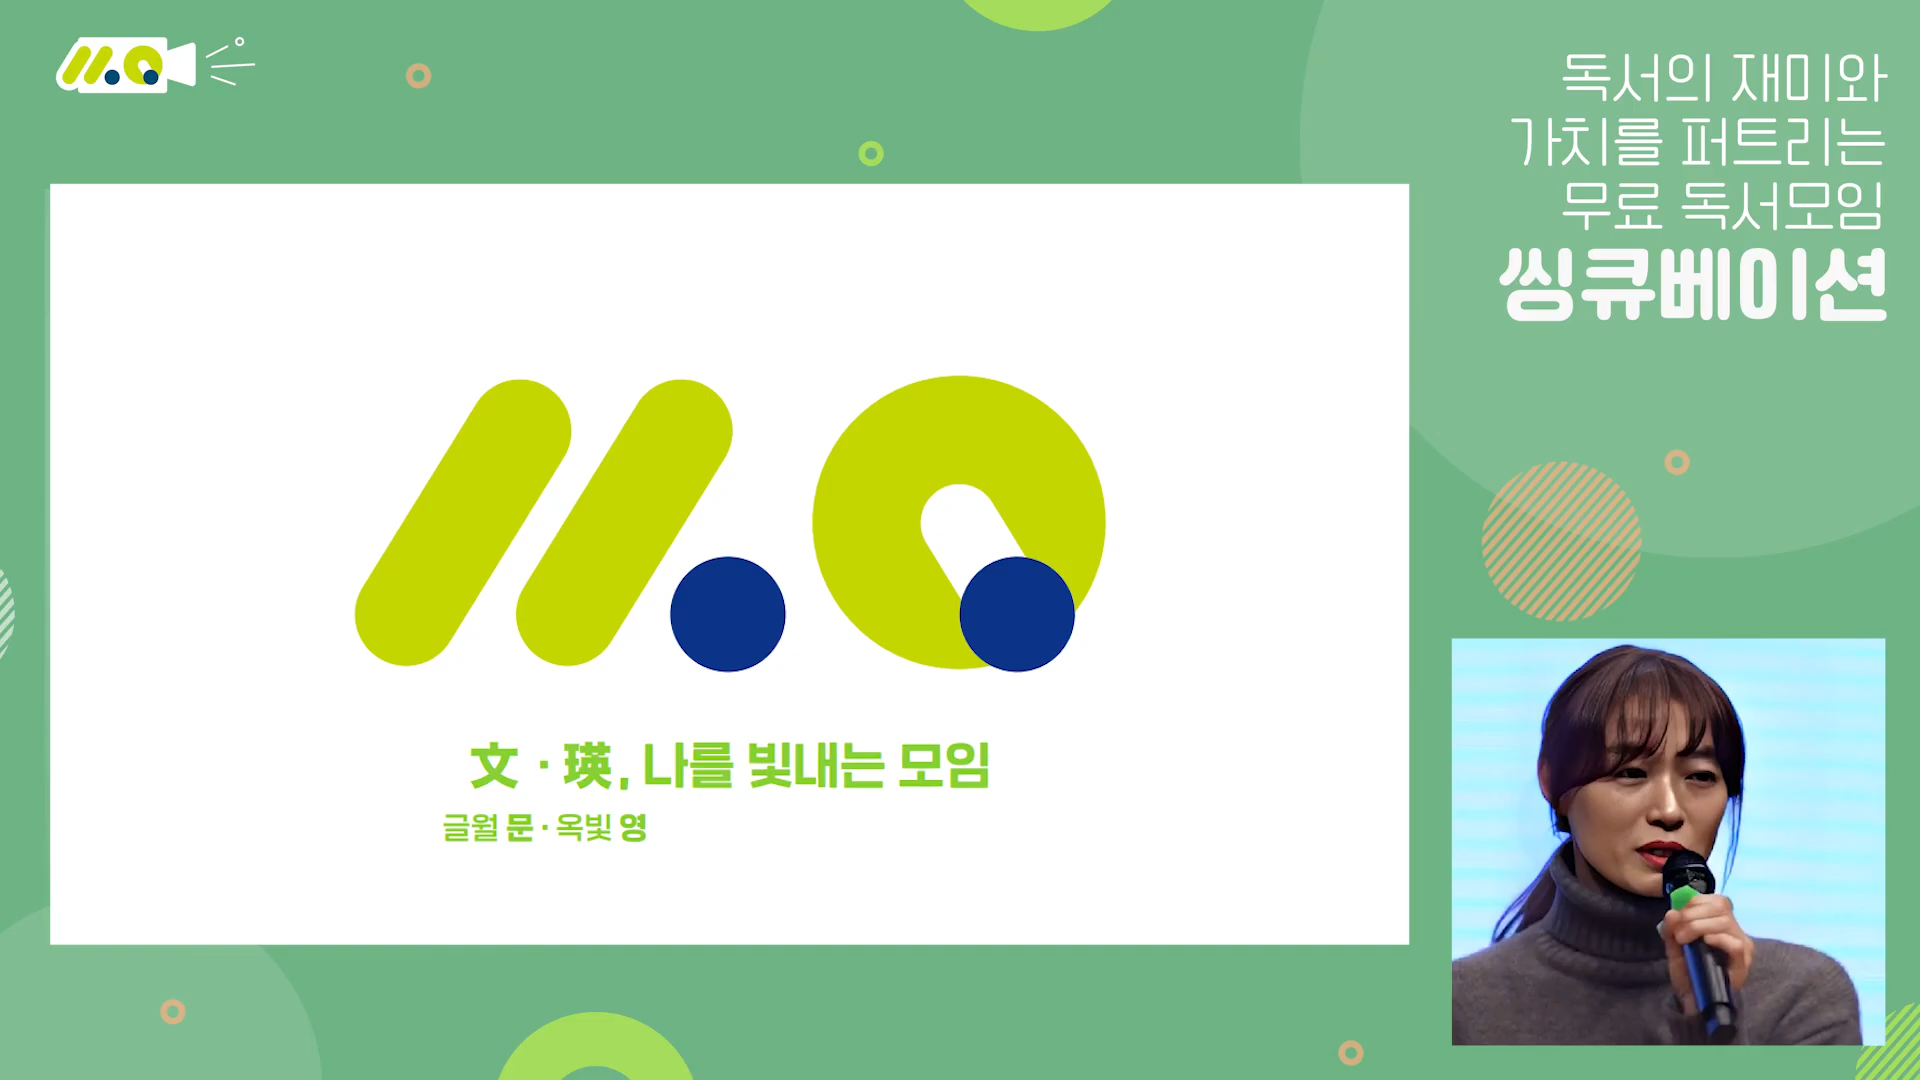 M.Q
독서의 재미와
가치를 퍼트리는
무료 독서모임
씽큐베이션
M.Q
文 · 瑛, 나를 빛내는 모임
글월 문 · 옥빛 영